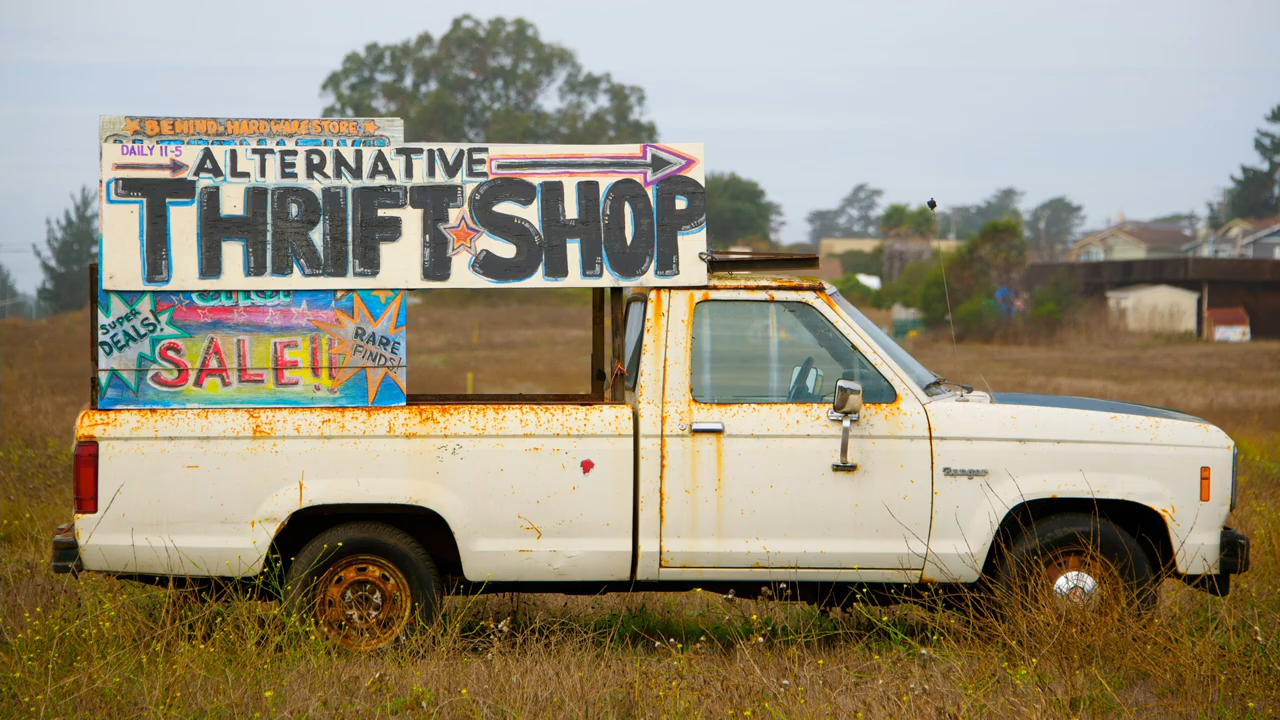 BEHIND-HARDWARE STORE
DAILY 11-5
ALTERNATIVE
THRIFT SHOP
SUPER
DEALS!
SALE!!
RARE
FINDS!
Ranger